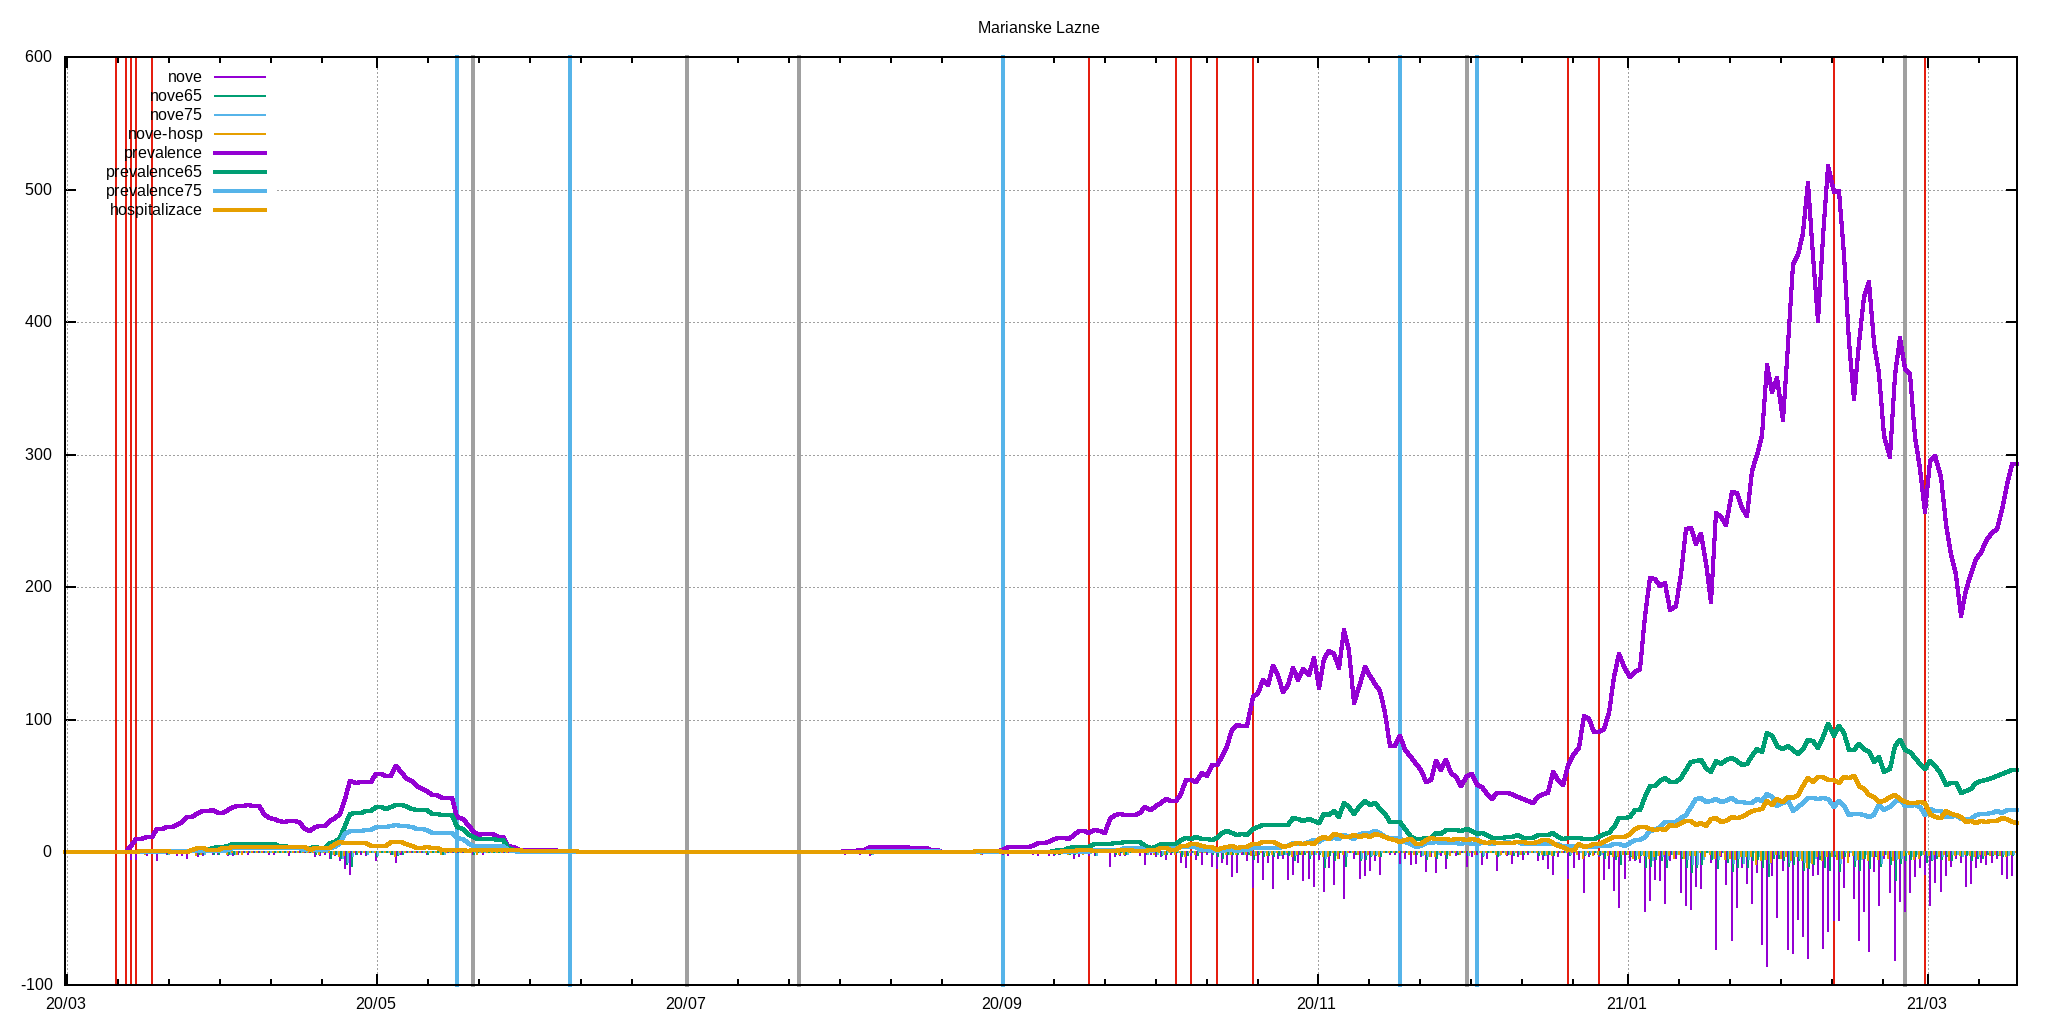 Marianske Lazne
600
nove
nove65
nove75
nove-hosp
prevalence
prevalence65
prevalence75
hospitalizace
500
400
300
200
100
0
-100
20/03 20/05 20/07 20/09 20/11 21/01 21/03